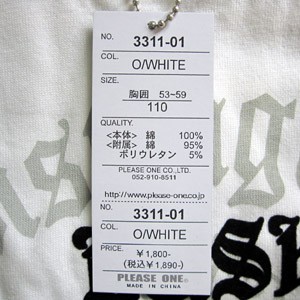 NO. 3311-01
COL. O/WHITE
SIZE.
胸囲 53~59
110
QUALITY.
<本体> 綿 100%
<附属> 綿 95%
ポリウレタン 5%
PLEASE ONE CO.,LTD.
052-910-8511
http://www.please-one.co.jp
NO. 3311-01
COL. O/WHITE
PRICE.
¥1,800-
(税込¥1,890-)
PLEASE ONE.
MADE IN CHINA